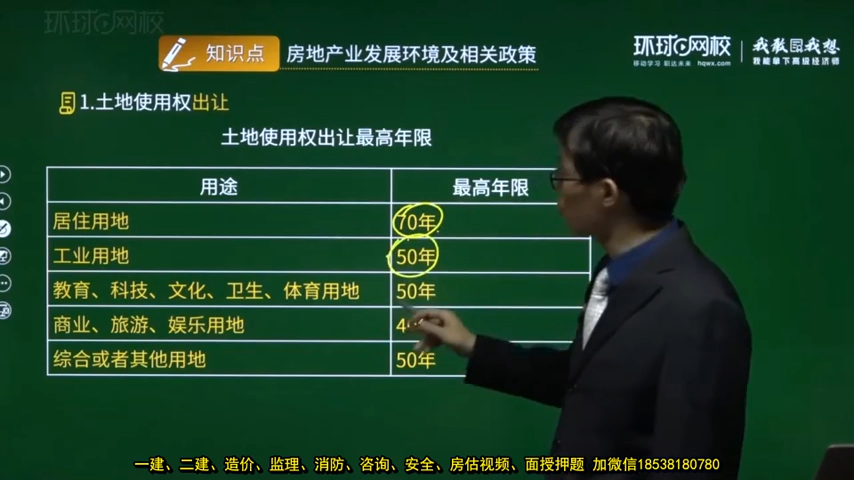 环球网校
知识点 房地产业发展环境及相关政策
环球网校 我敢因我想
移动学习 职达未来 hqwx.com 我能拿下高级经济师
1.土地使用权出让
土地使用权出让最高年限
用途 最高年限
居住用地 70年
工业用地 50年
教育、科技、文化、卫生、体育用地 50年
商业、旅游、娱乐用地 4
综合或者其他用地 50年
一建、二建、造价、监理、消防、咨询、安全、房估视频、面授押题 加微信18538180780